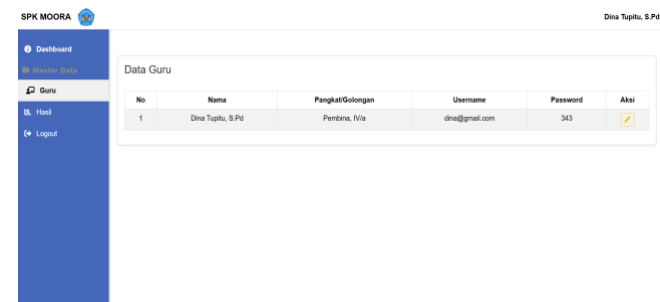 SPK MOORA
Dina Tupitu, S.Pd
Dashboard
Master Data
Guru
Hasil
Logout
Data Guru
No Nama Pangkat/Golongan Username Password Aksi
1 Dina Tupitu, S.Pd Pembina, IV/a dina@gmail.com 343